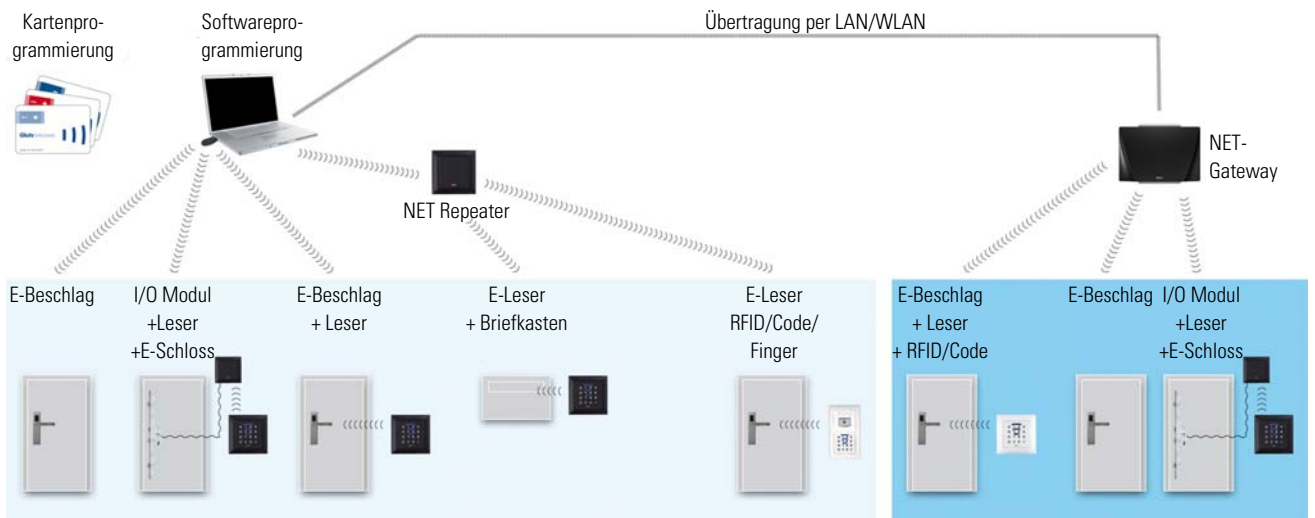 Kartenpro-
grammierung
Softwarepro-
grammierung
Übertragung per LAN/WLAN
NET-
Gateway
NET Repeater
E-Beschlag
I/O Modul
+Leser
+E-Schloss
E-Beschlag
+ Leser
E-Leser
+ Briefkasten
E-Leser
RFID/Code/
Finger
E-Beschlag
+ Leser
+ RFID/Code
E-Beschlag
I/O Modul
+Leser
+E-Schloss